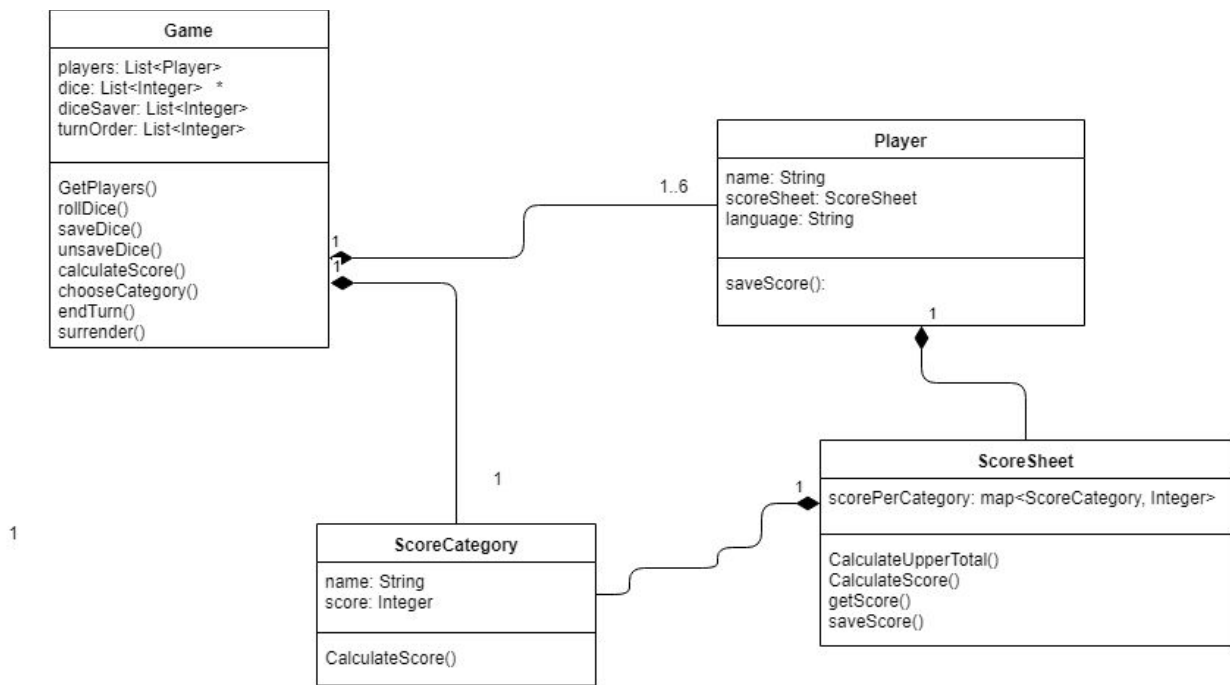 Game
players: List<Player>
dice: List<Integer> *
diceSaver: List<Integer>
turnOrder: List<Integer>
GetPlayers()
rollDice()
saveDice()
unsaveDice()
calculateScore()
chooseCategory()
endTurn()
surrender()
1
1
1..6
Player
name: String
scoreSheet: ScoreSheet
language: String
saveScore():
1
ScoreSheet
scorePerCategory: map<ScoreCategory, Integer>
CalculateUpperTotal()
CalculateScore()
getScore()
saveScore()
1
1
1
ScoreCategory
name: String
score: Integer
CalculateScore()